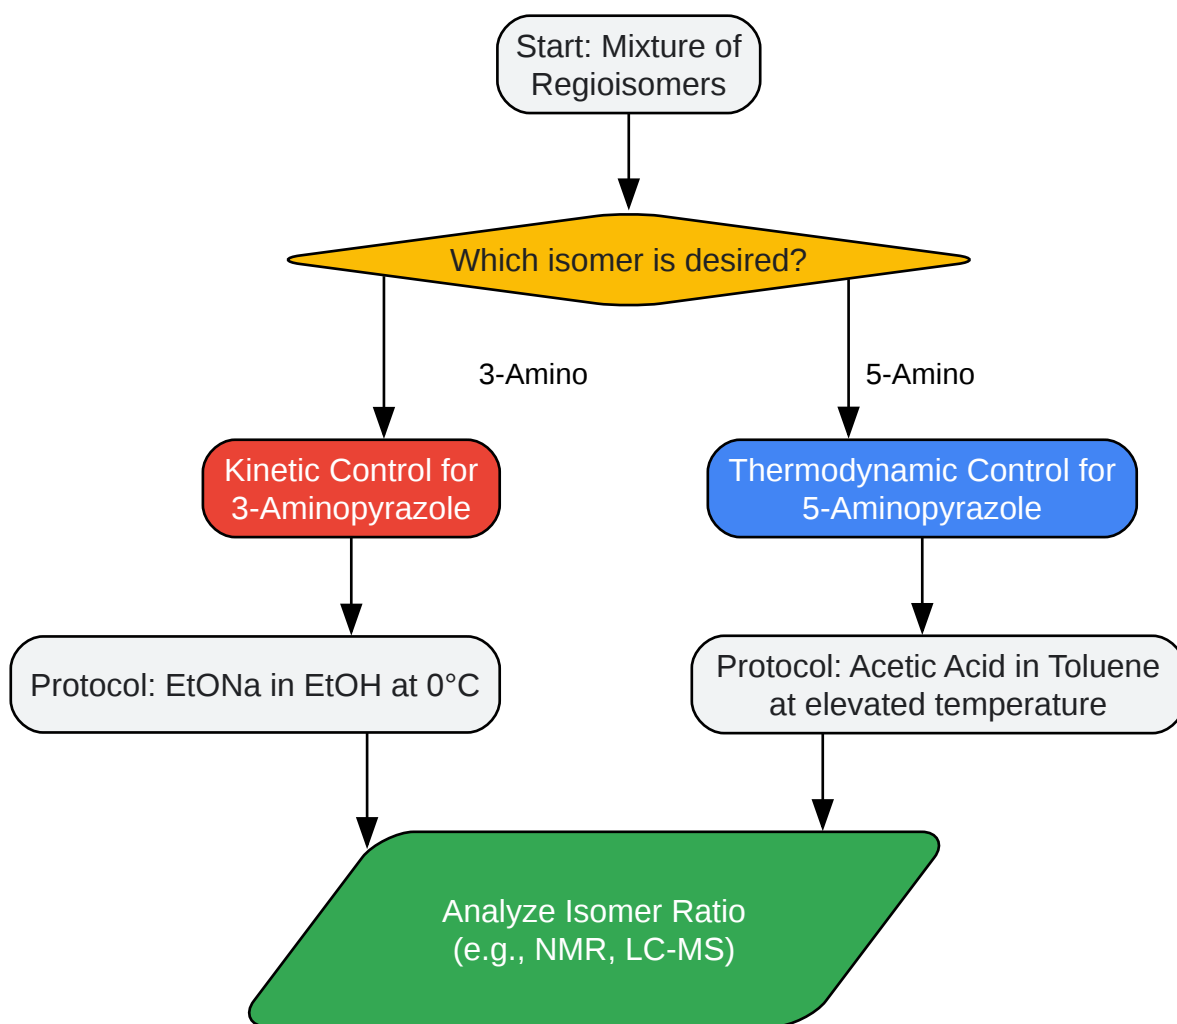 Start: Mixture of
Regioisomers
Which isomer is desired?
3-Amino
5-Amino
Kinetic Control for
3-Aminopyrazole
Thermodynamic Control for
5-Aminopyrazole
Protocol: EtONa in EtOH at 0°C
Protocol: Acetic Acid in Toluene
at elevated temperature
Analyze Isomer Ratio
(e.g., NMR, LC-MS)